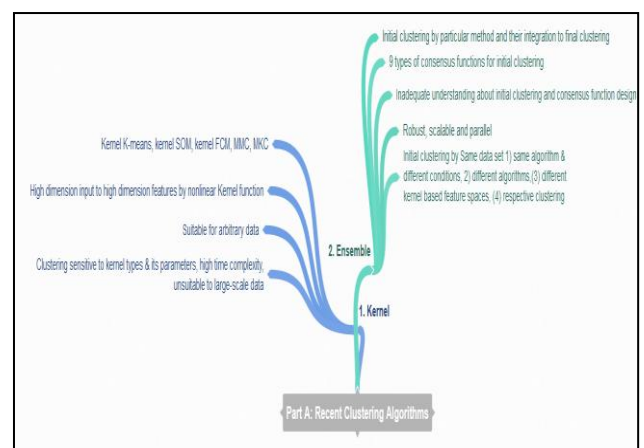 Initial clustering by particular method and their integration to final clustering
9 types of consensus functions for initial clustering
Inadequate understanding about initial clustering and consensus function design
Robust, scalable and parallel
Initial clustering by Same data set 1) same algorithm &
different conditions, 2) different algorithms, (3) different
kernel based feature spaces, (4) respective clustering
2. Ensemble
Kernel K-means, kernel SOM, kernel FCM, MMC, MKC
High dimension input to high dimension features by nonlinear Kernel function
Suitable for arbitrary data
Clustering sensitive to kernel types & its parameters, high time complexity,
unsuitable to large-scale data
1. Kernel
Part A: Recent Clustering Algorithms